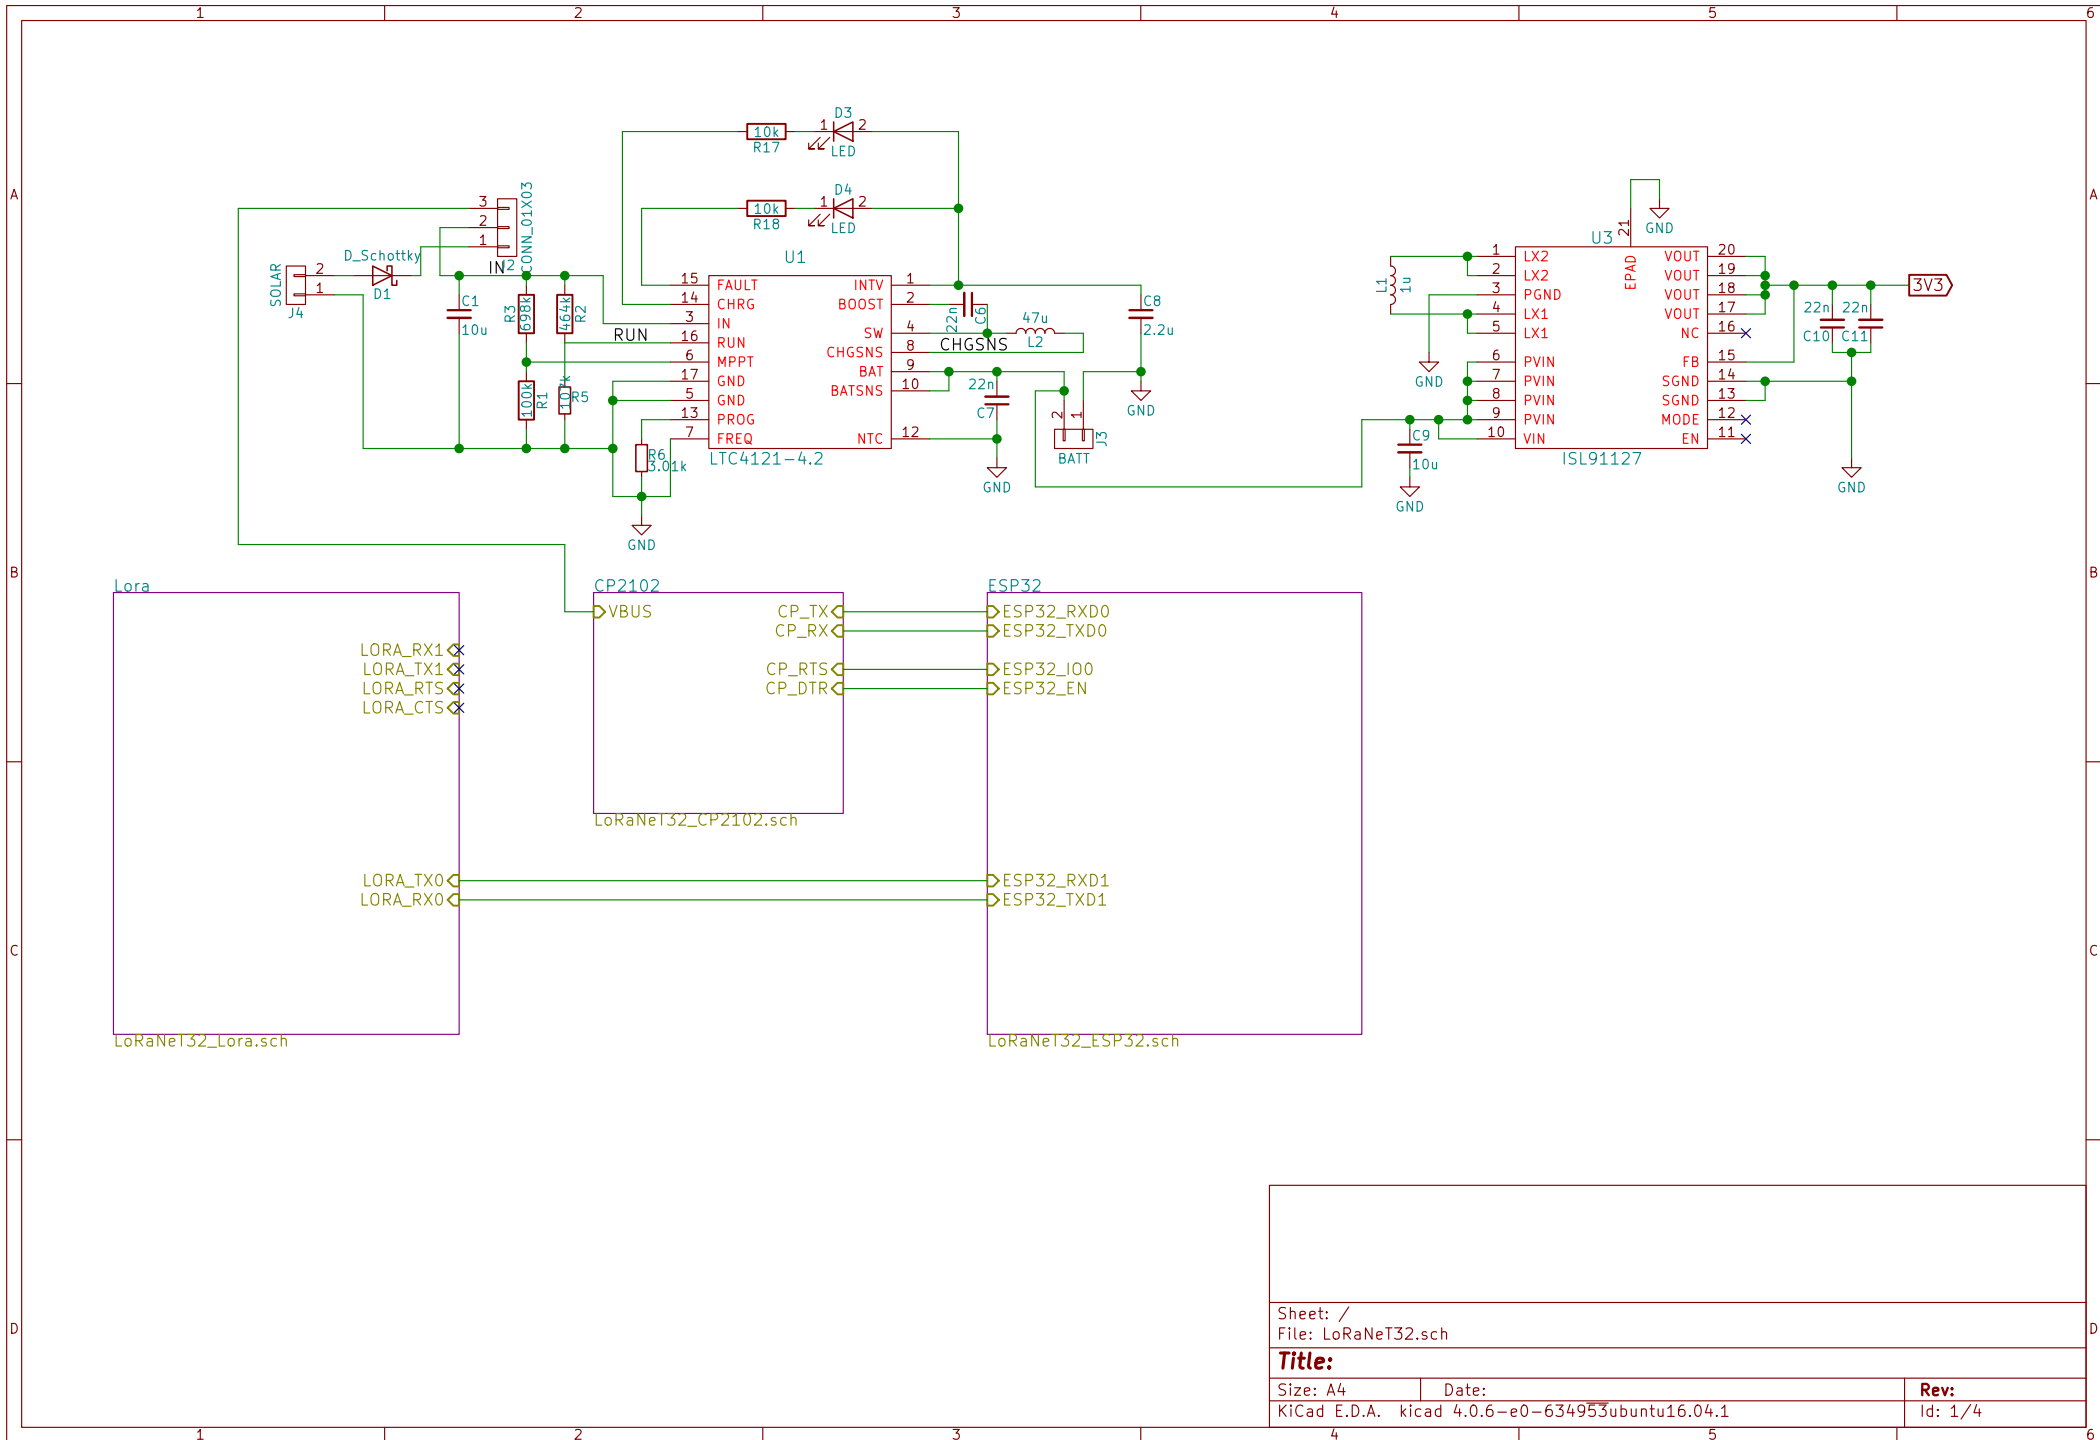 1 2 3 4 5 6
A
B
C
D
D3
1 2
10k
R17
LED
D4
1 2
10k
R18
LED
3
2
1
CONN_01X03
IN
D_Schottky
D1
SOLAR
2
1
J4
C1
10u
R3
698k
464k
R2
100k
R1
107k
R5
RUN
U1
15 FAULT
14 CHRG
3 IN
16 RUN
6 MPPT
17 GND
5 GND
13 PROG
7 FREQ
INTV 1
BOOST 2
SW 4
CHGSNS 8
BAT 9
BATSNS 10
NTC 12
LTC4121-4.2
R6
3.01k
GND
22n
C6
47u
L2
CHGSNS
C8
2.2u
22n
C7
GND
2 1
J3
BATT
GND
U3
21
EPAD
GND
L1
1u
1 LX2
2 LX2
3 PGND
4 LX1
5 LX1
6 PVIN
7 PVIN
8 PVIN
9 PVIN
10 VIN
VOUT 20
VOUT 19
VOUT 18
VOUT 17
NC 16
FB 15
SGND 14
SGND 13
MODE 12
EN 11
ISL91127
GND
C9
10u
GND
3V3
22n 22n
C10 C11
GND
Lora
LORA_RX1
LORA_TX1
LORA_RTS
LORA_CTS
LORA_TX0
LORA_RX0
LoRaNeT32_Lora.sch
CP2102
VBUS
CP_TX
CP_RX
CP_RTS
CP_DTR
LoRaNeT32_CP2102.sch
ESP32
ESP32_RXD0
ESP32_TXD0
ESP32_IO0
ESP32_EN
ESP32_RXD1
ESP32_TXD1
LoRaNeT32_ESP32.sch
Sheet: /
File: LoRaNeT32.sch
Title:
Size: A4 Date: Rev:
KiCad E.D.A. kicad 4.0.6-e0-634953ubuntu16.04.1 Id: 1/4
A
B
C
D
1 2 3 4 5 6